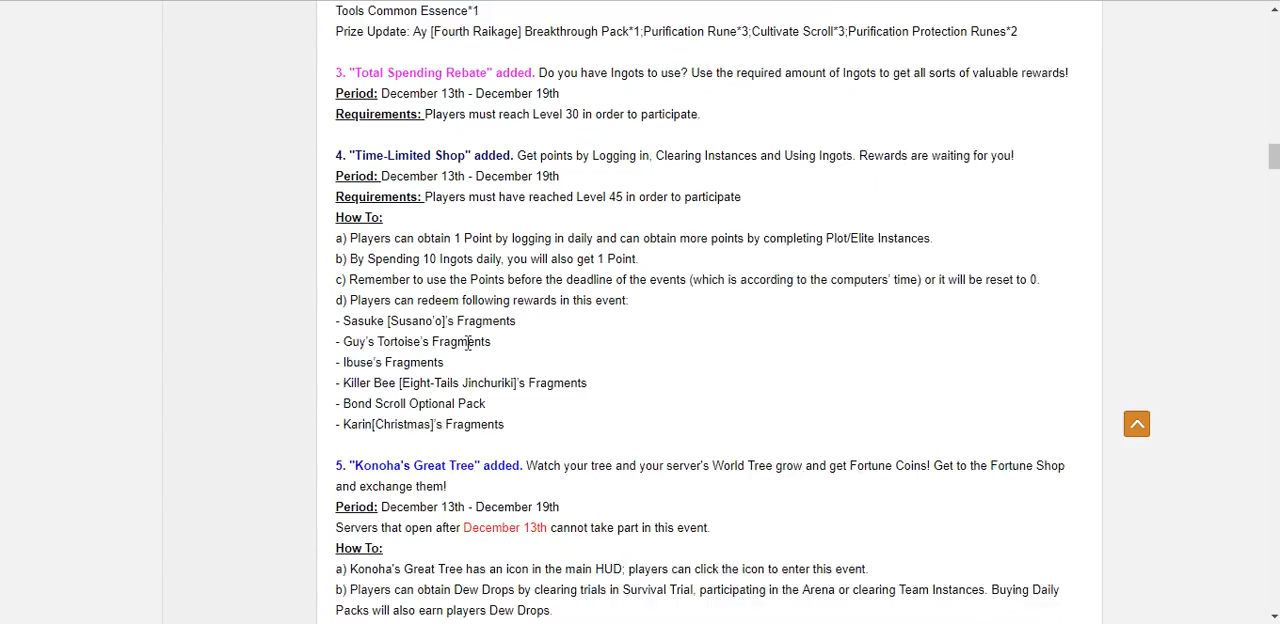 Tools Common Essence*1
Prize Update: Ay [Fourth Raikage] Breakthrough Pack*1;Purification Rune*3;Cultivate Scroll*3;Purification Protection Runes*2
3. "Total Spending Rebate" added. Do you have Ingots to use? Use the required amount of Ingots to get all sorts of valuable rewards!
Period: December 13th - December 19th
Requirements: Players must reach Level 30 in order to participate.
4. "Time-Limited Shop" added. Get points by Logging in, Clearing Instances and Using Ingots. Rewards are waiting for you!
Period: December 13th - December 19th
Requirements: Players must have reached Level 45 in order to participate
How To:
a) Players can obtain 1 Point by logging in daily and can obtain more points by completing Plot/Elite Instances.
b) By Spending 10 Ingots daily, you will also get 1 Point.
c) Remember to use the Points before the deadline of the events (which is according to the computers' time) or it will be reset to 0.
d) Players can redeem following rewards in this event:
- Sasuke [Susano'o]'s Fragments
- Guy's Tortoise's Fragments
- Ibuse's Fragments
- Killer Bee [Eight-Tails Jinchuriki]'s Fragments
- Bond Scroll Optional Pack
- Karin[Christmas]'s Fragments
5. "Konoha's Great Tree" added. Watch your tree and your server's World Tree grow and get Fortune Coins! Get to the Fortune Shop
and exchange them!
Period: December 13th - December 19th
Servers that open after December 13th cannot take part in this event.
How To:
a) Konoha's Great Tree has an icon in the main HUD; players can click the icon to enter this event.
b) Players can obtain Dew Drops by clearing trials in Survival Trial, participating in the Arena or clearing Team Instances. Buying Daily
Packs will also earn players Dew Drops.